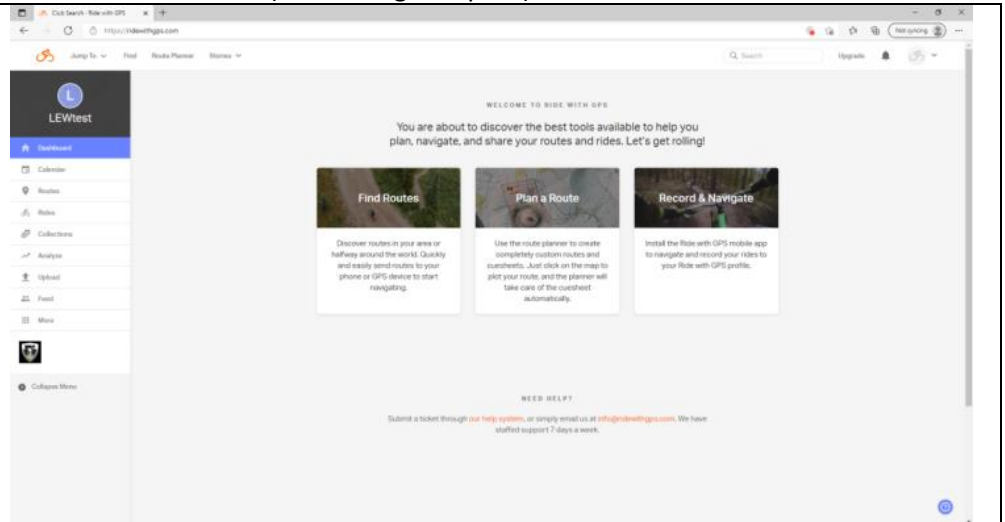 Club Search · Ride with GPS
https://ridewithgps.com
Not syncing
Jump To
Find
Route Planner
Stories
Search
Upgrade
L
LEWtest
Dashboard
Calendar
Routes
Rides
Collections
Analyze
Upload
Feed
More
Collapse Menu
WELCOME TO RIDE WITH GPS
You are about to discover the best tools available to help you
plan, navigate, and share your routes and rides. Let's get rolling!
Find Routes
Discover routes in your area or
halfway around the world. Quickly
and easily send routes to your
phone or GPS device to start
navigating.
Plan a Route
Use the route planner to create
completely custom routes and
cuesheets. Just click on the map to
plot your route, and the planner will
take care of the cuesheet
automatically.
Record & Navigate
Install the Ride with GPS mobile app
to navigate and record your rides to
your Ride with GPS profile.
NEED HELP?
Submit a ticket through our help system, or simply email us at info@ridewithgps.com. We have
staffed support 7 days a week.